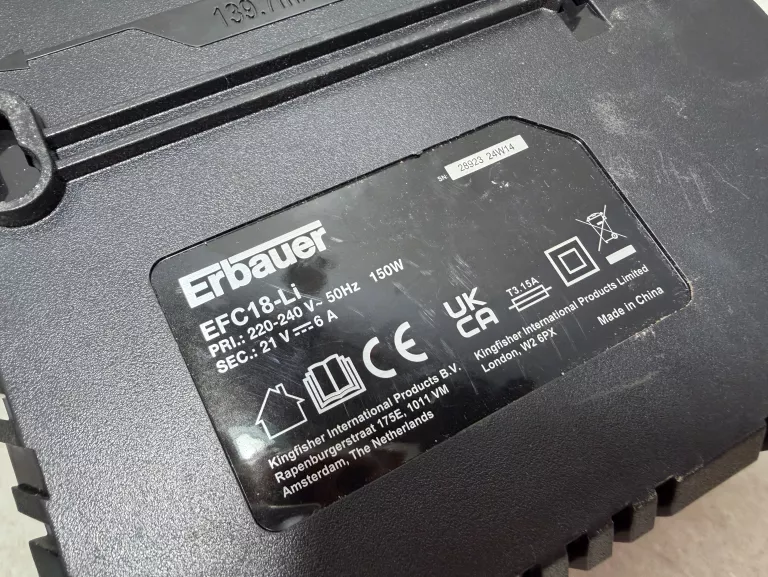 139.7m
SN 28923 24W14
Erbauer
EFC18-Li
PRI.: 220-240 V~ 50Hz 150W
SEC.: 21 V⎓6 A
CE
UK
CA
T3.15A
Kingfisher International Products B.V.
Rapenburgerstraat 175E, 1011 VM
Amsterdam, The Netherlands
Kingfisher International Products Limited
London, W2 6PX
Made in China